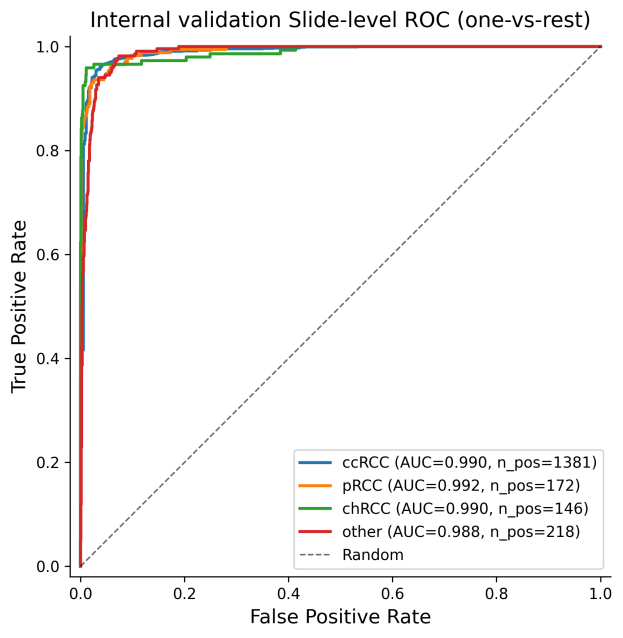 Internal validation Slide-level ROC (one-vs-rest)
1.0
0.8
0.6
0.4
0.2
0.0
True Positive Rate
ccRCC (AUC=0.990, n_pos=1381)
pRCC (AUC=0.992, n_pos=172)
chRCC (AUC=0.990, n_pos=146)
other (AUC=0.988, n_pos=218)
Random
0.0 0.2 0.4 0.6 0.8 1.0
False Positive Rate